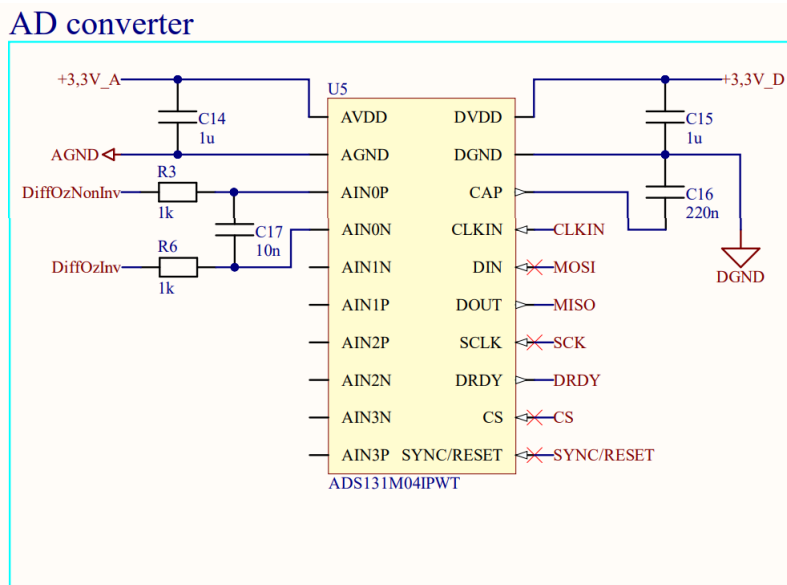 AD converter
+3,3V_A
U5
+3,3V_D
C14
1u
AVDD
DVDD
C15
1u
AGND
AGND
DGND
R3
DiffOzNonInv
1k
AIN0P
CAP
C16
220n
C17
10n
AIN0N
CLKIN
CLKIN
R6
DiffOzInv
1k
AIN1N
DIN
MOSI
DGND
AIN1P
DOUT
MISO
AIN2P
SCLK
SCK
AIN2N
DRDY
DRDY
AIN3N
CS
CS
AIN3P
SYNC/RESET
SYNC/RESET
ADS131M04IPWT